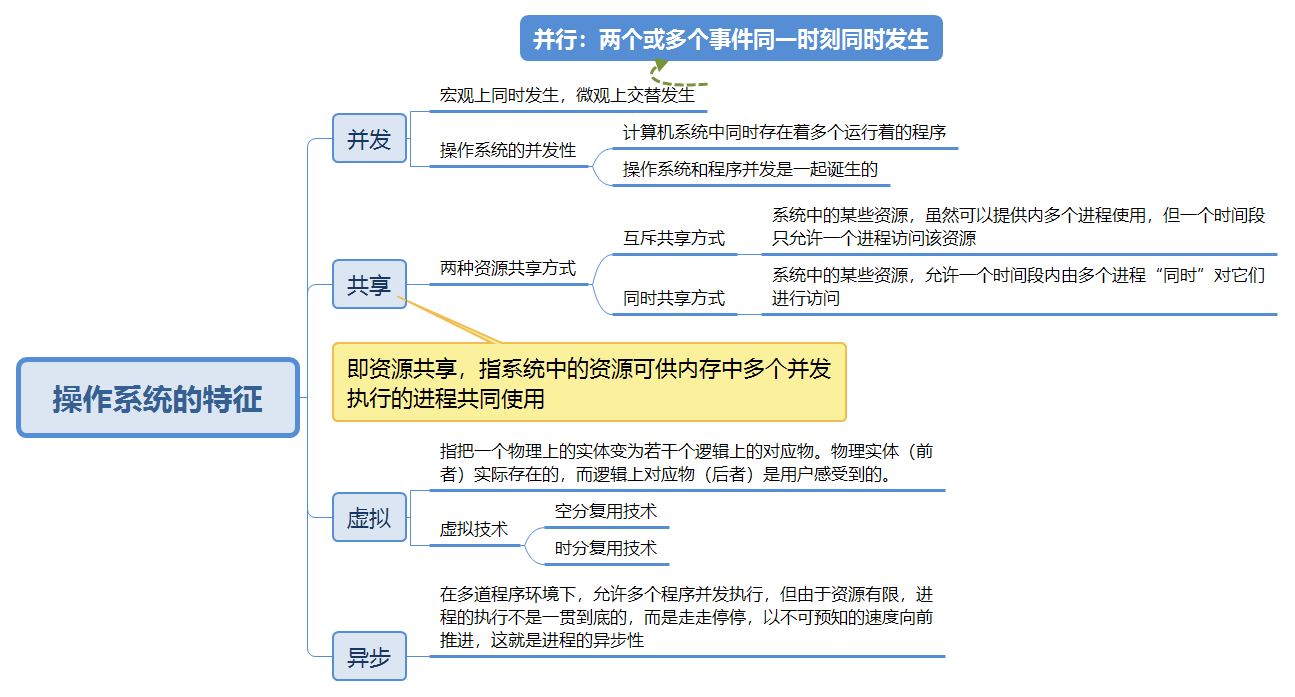 并行：两个或多个事件同一时刻同时发生
宏观上同时发生，微观上交替发生
并发
操作系统的并发性
计算机系统中同时存在着多个运行着的程序
操作系统和程序并发是一起诞生的
共享
两种资源共享方式
互斥共享方式
系统中的某些资源，虽然可以提供内多个进程使用，但一个时间段
只允许一个进程访问该资源
同时共享方式
系统中的某些资源，允许一个时间段内由多个进程“同时”对它们
进行访问
即资源共享，指系统中的资源可供内存中多个并发
执行的进程共同使用
操作系统的特征
虚拟
指把一个物理上的实体变为若干个逻辑上的对应物。物理实体（前
者）实际存在的，而逻辑上对应物（后者）是用户感受到的。
虚拟技术
空分复用技术
时分复用技术
异步
在多道程序环境下，允许多个程序并发执行，但由于资源有限，进
程的执行不是一贯到底的，而是走走停停，以不可预知的速度向前
推进，这就是进程的异步性